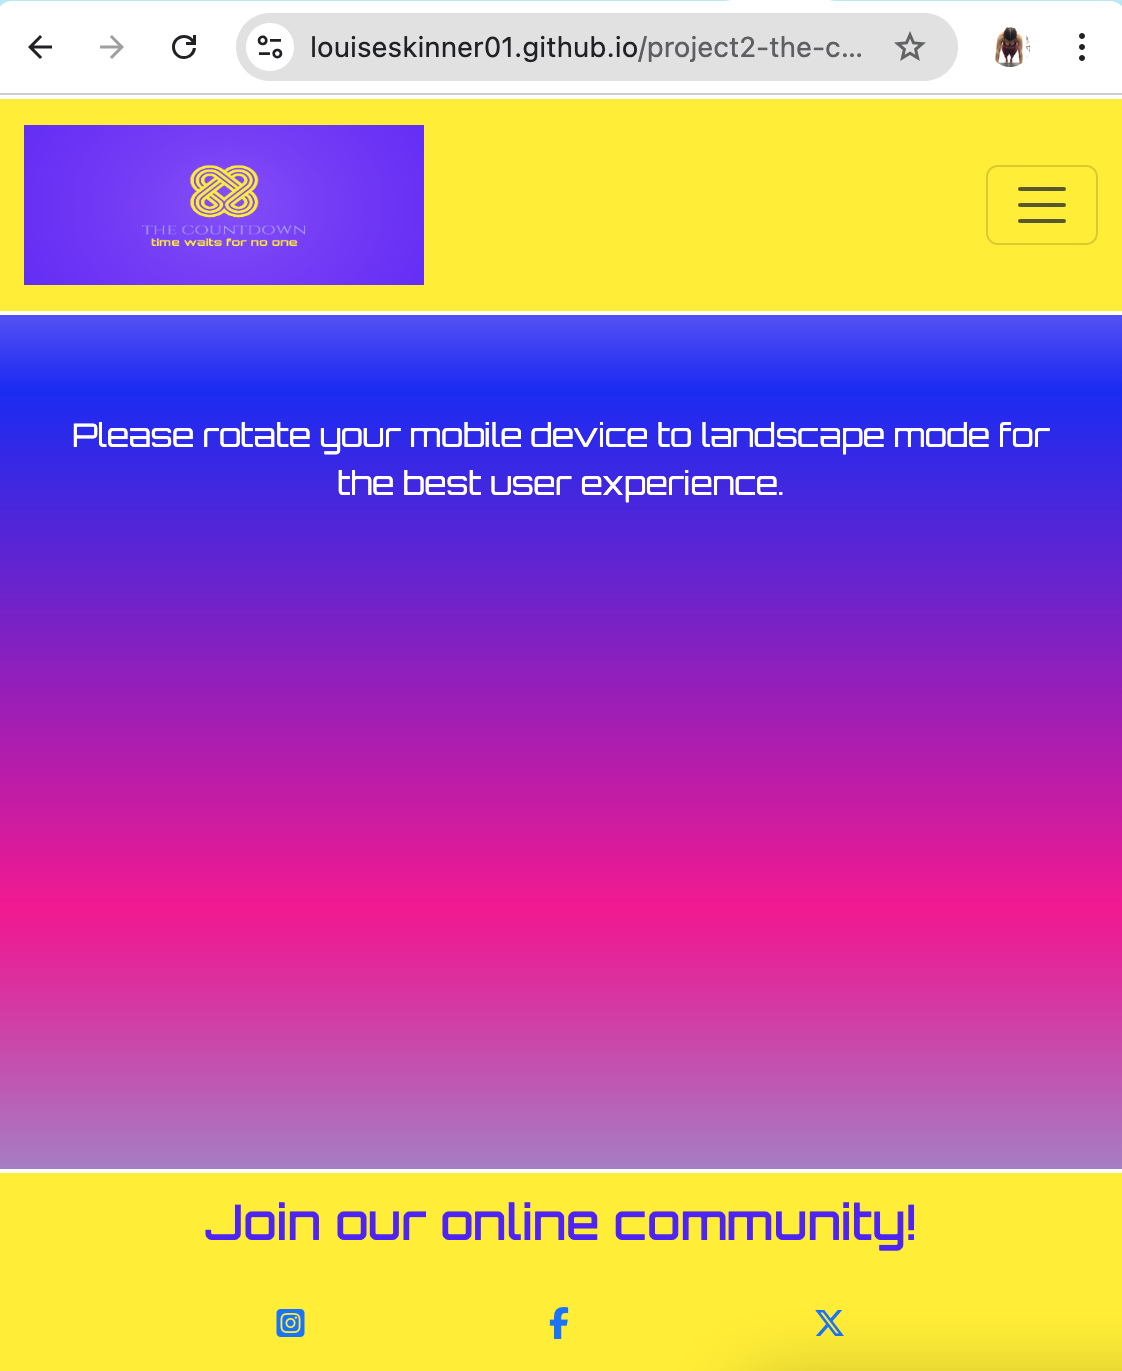 louiseskinner01.github.io/project2-the-c...
THE COUNTDOWN
time waits for no one
Please rotate your mobile device to landscape mode for
the best user experience.
Join our online community!